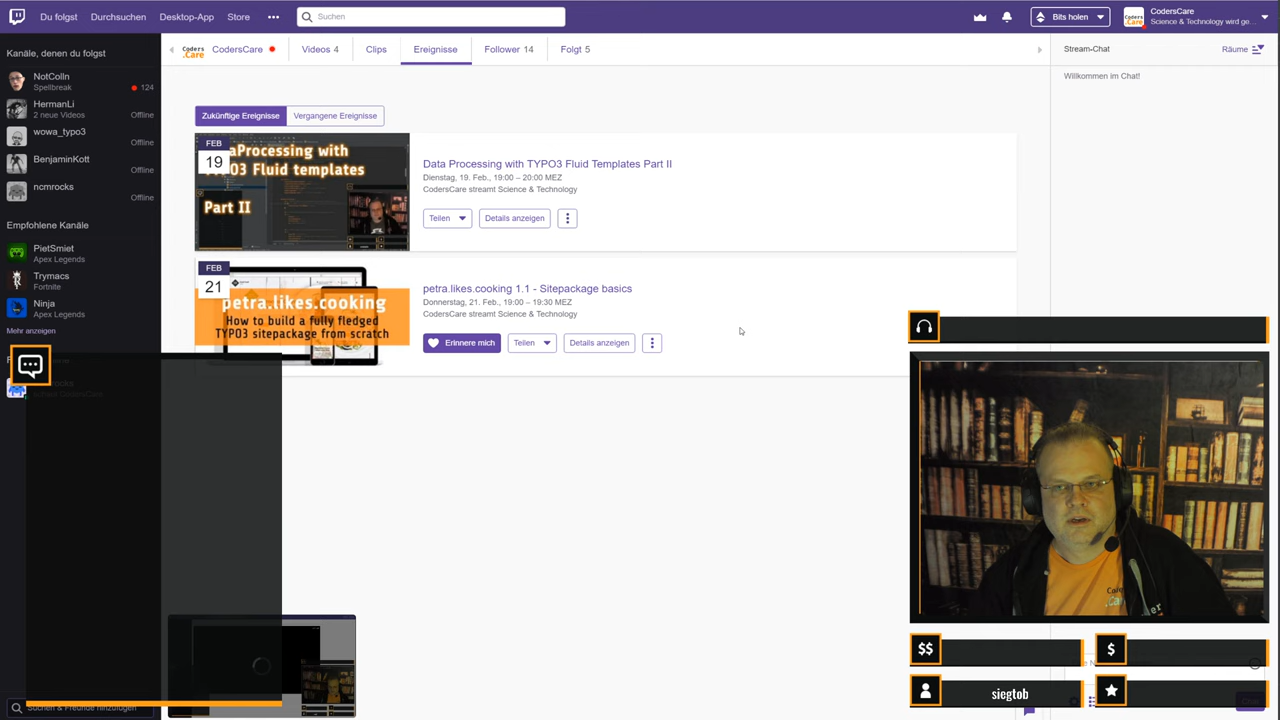 Du folgst
Durchsuchen
Desktop-App
Store
Suchen
Bits holen
CodersCare
Science & Technology wird ge...
Kanäle, denen du folgst
NotColln
Spellbreak
124
HermanLi
2 neue Videos
Offline
wowa_typo3
Offline
BenjaminKott
Offline
ncmrocks
Offline
Empfohlene Kanäle
PietSmiet
Apex Legends
Trymacs
Fortnite
Ninja
Apex Legends
Mehr anzeigen
Suchen & Freunde hinzufügen
Coders
.Care
CodersCare
Videos 4
Clips
Ereignisse
Follower 14
Folgt 5
Zukünftige Ereignisse
Vergangene Ereignisse
FEB
19
aProcessing with
O3 Fluid templates
Part II
Data Processing with TYPO3 Fluid Templates Part II
Dienstag, 19. Feb., 19:00 – 20:00 MEZ
CodersCare streamt Science & Technology
Teilen
Details anzeigen
FEB
21
petra.likes.cooking
How to build a fully fledged
TYPO3 sitepackage from scratch
petra.likes.cooking 1.1 - Sitepackage basics
Donnerstag, 21. Feb., 19:00 – 19:30 MEZ
CodersCare streamt Science & Technology
Erinnere mich
Teilen
Details anzeigen
Stream-Chat
Räume
Willkommen im Chat!
$$
$
siegtob